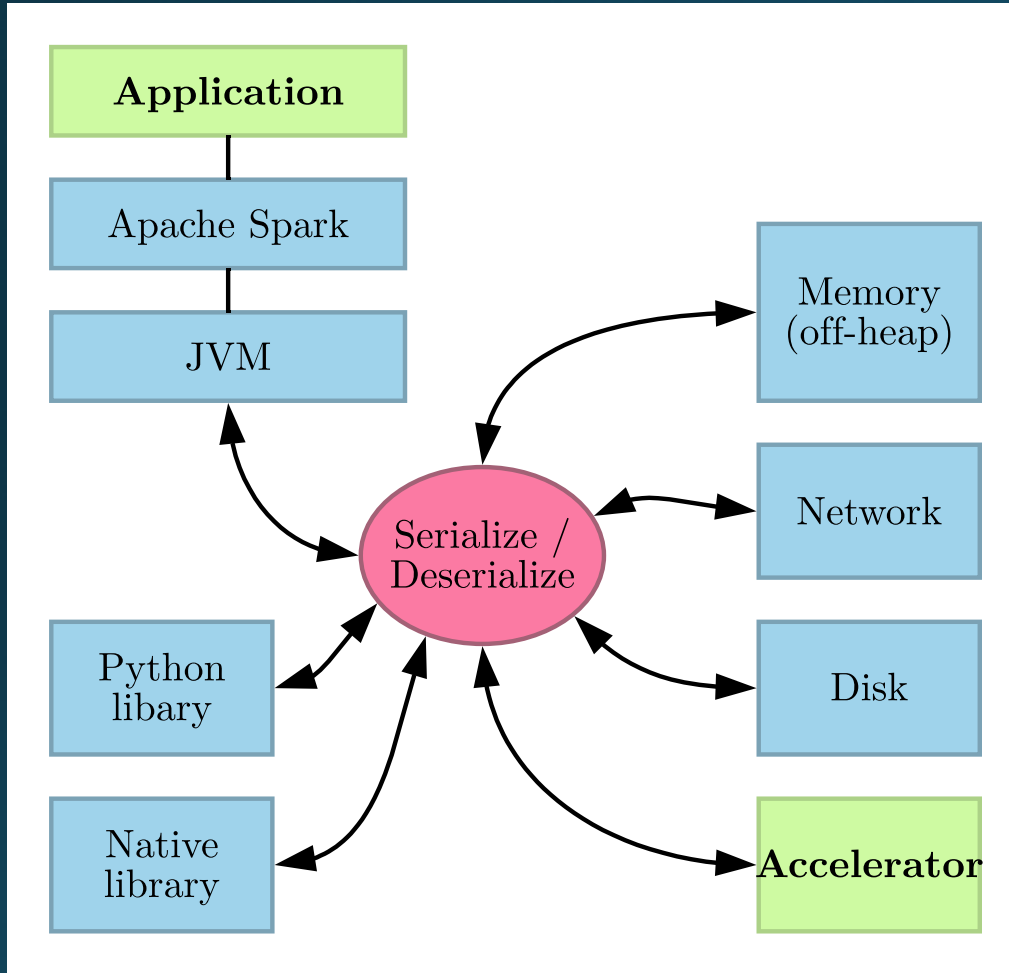 Application
Apache Spark
JVM
Memory
(off-heap)
Serialize /
Deserialize
Network
Python
libary
Disk
Native
library
Accelerator